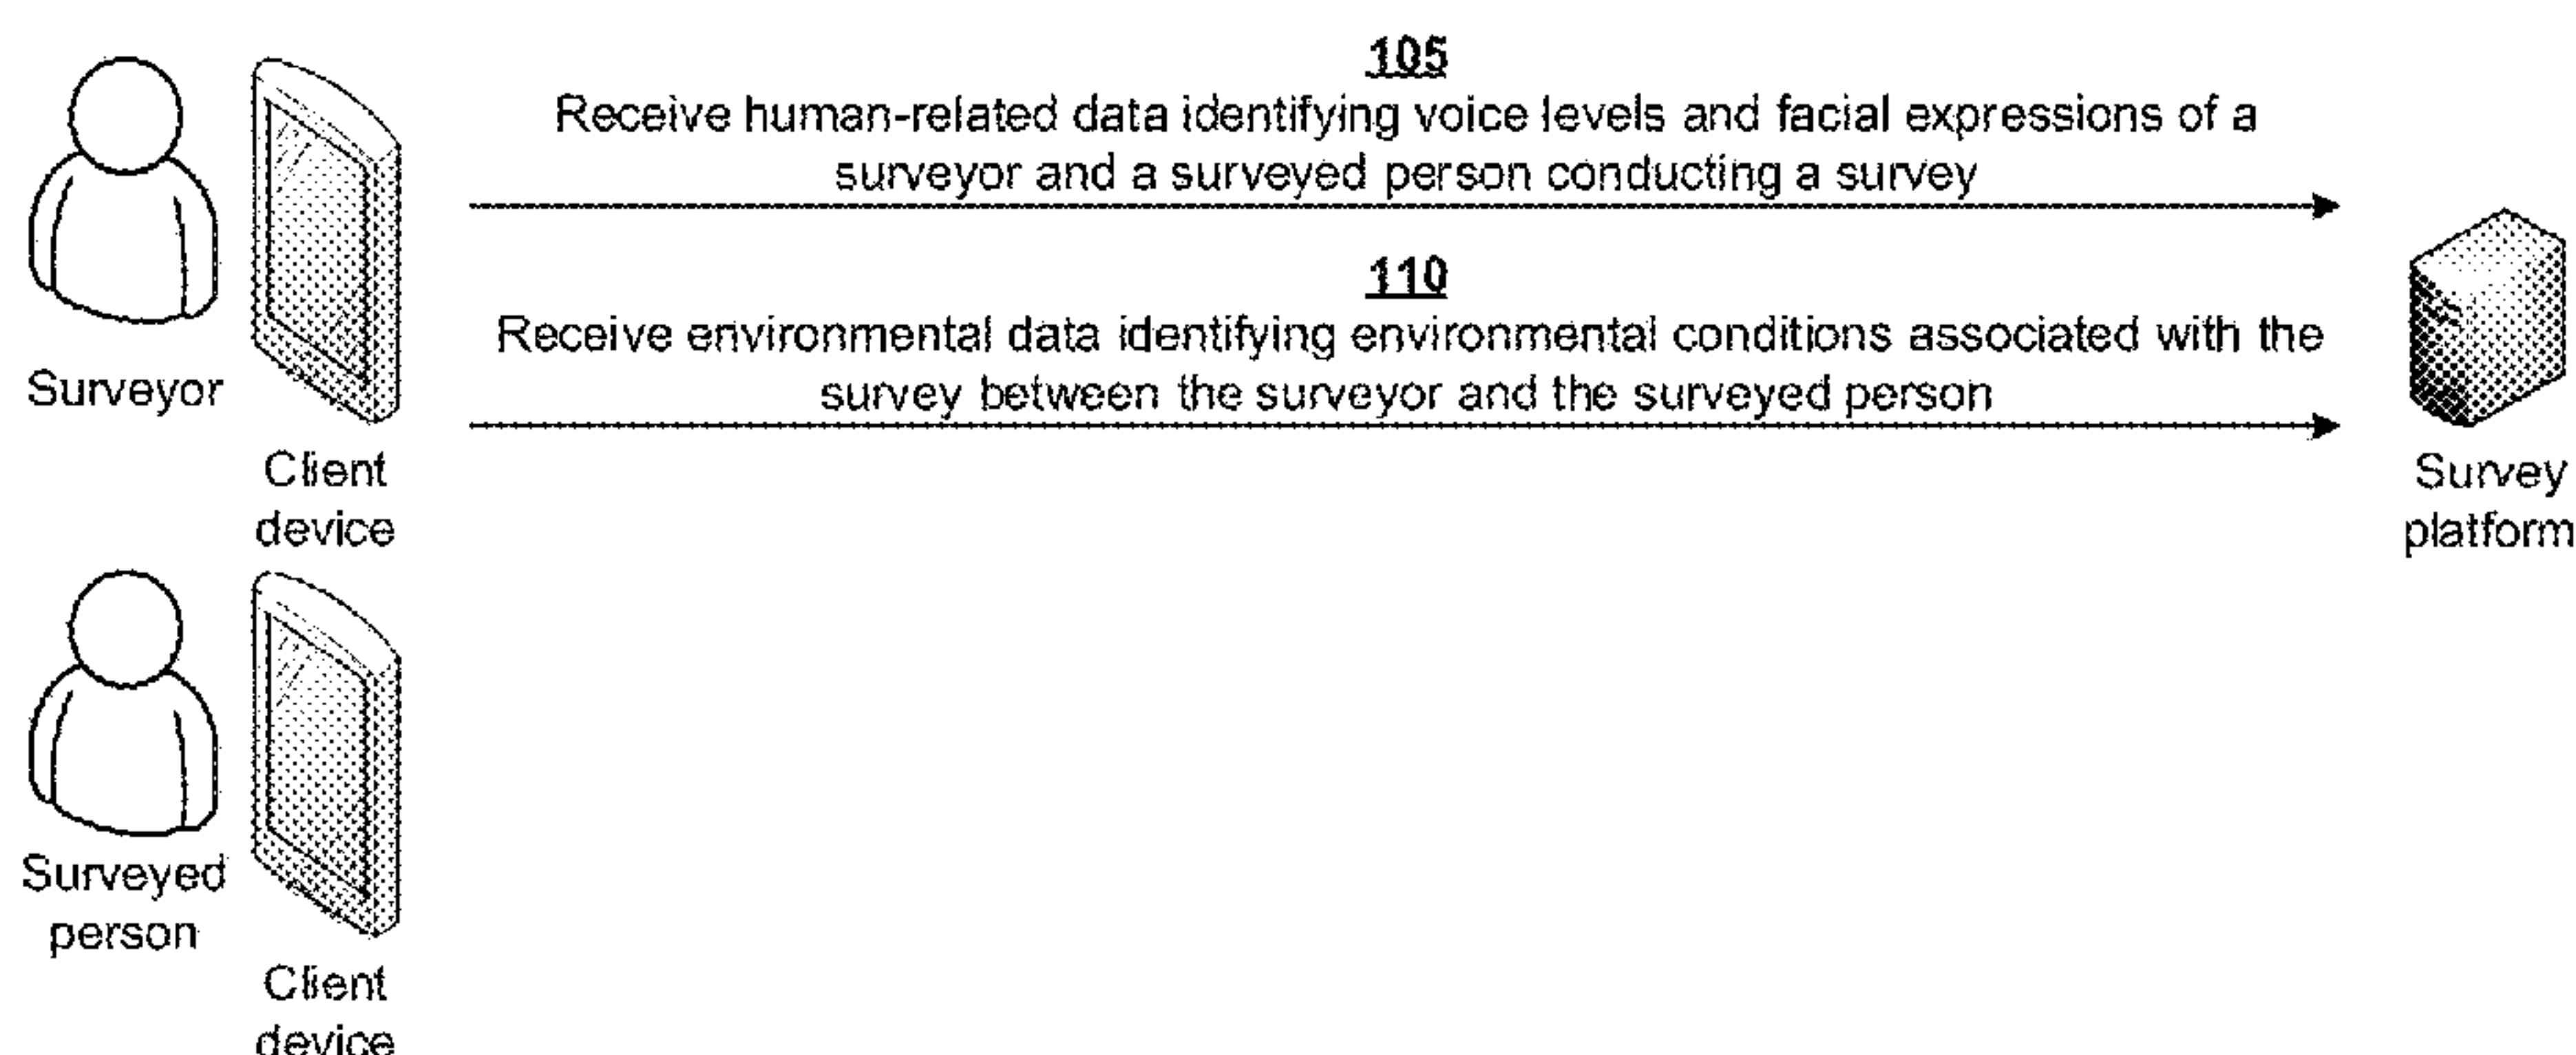 105
Receive human-related data identifying voice levels and facial expressions of a
surveyor and a surveyed person conducting a survey
110
Receive environmental data identifying environmental conditions associated with the
survey between the surveyor and the surveyed person
Surveyor
Client
device
Survey
platform
Surveyed
person
Client
device